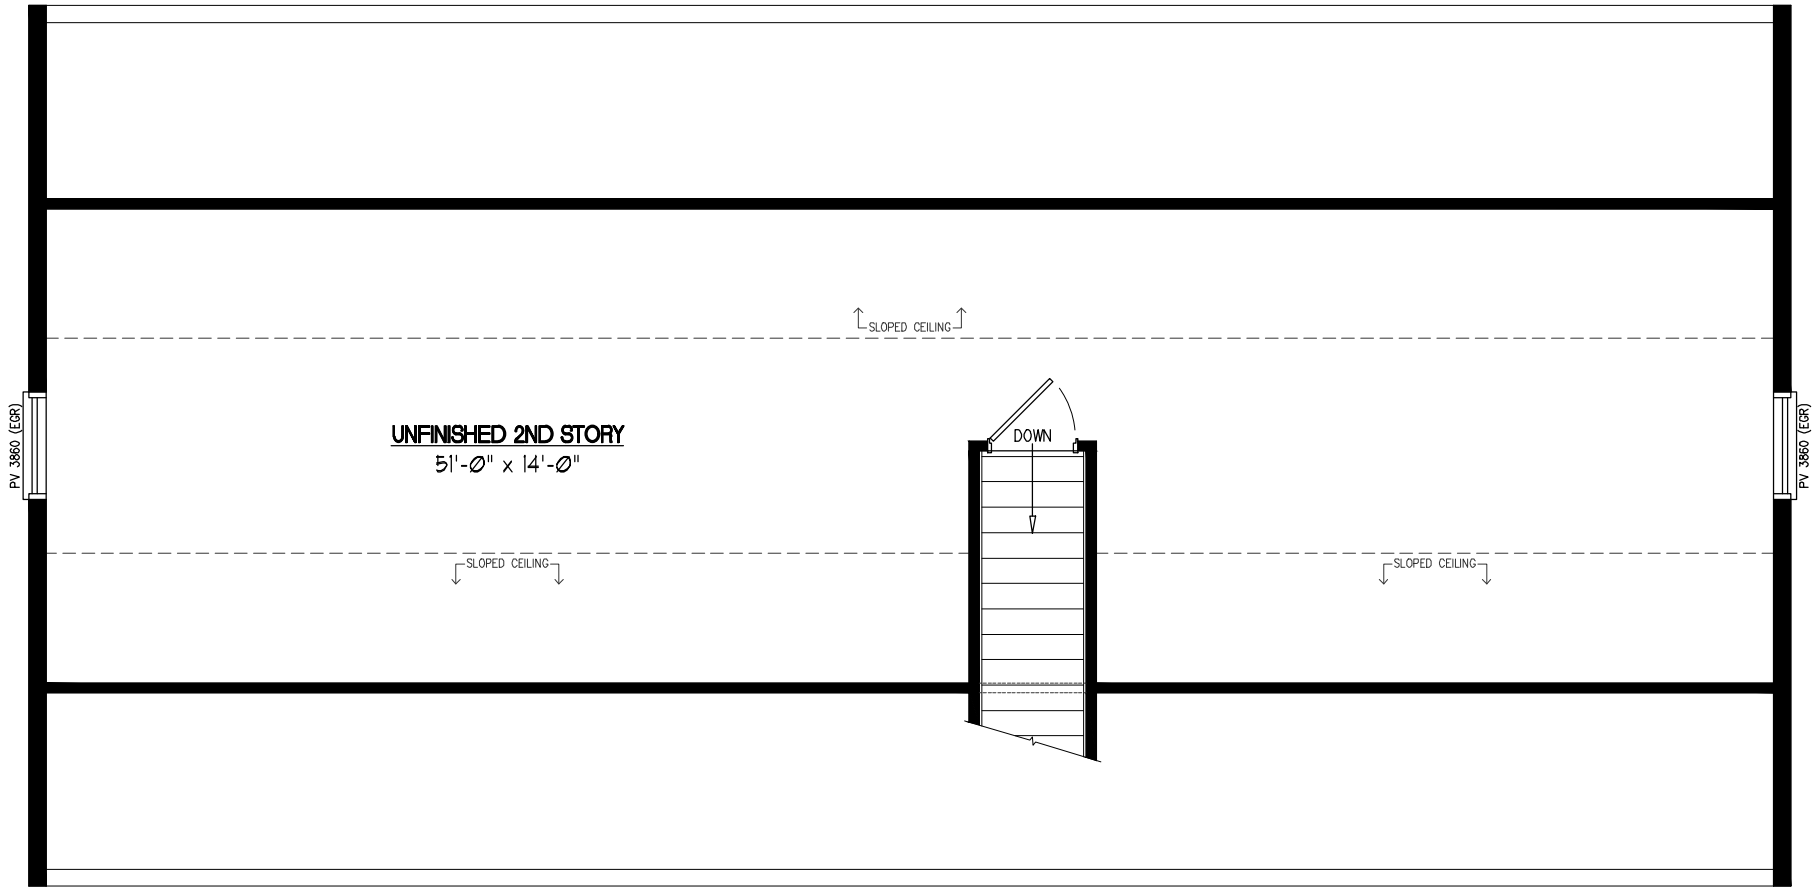 SLOPED CEILING
PV 3860 (EGR)
PV 3860 (EGR)
UNFINISHED 2ND STORY
51'-0" x 14'-0"
DOWN
SLOPED CEILING
SLOPED CEILING